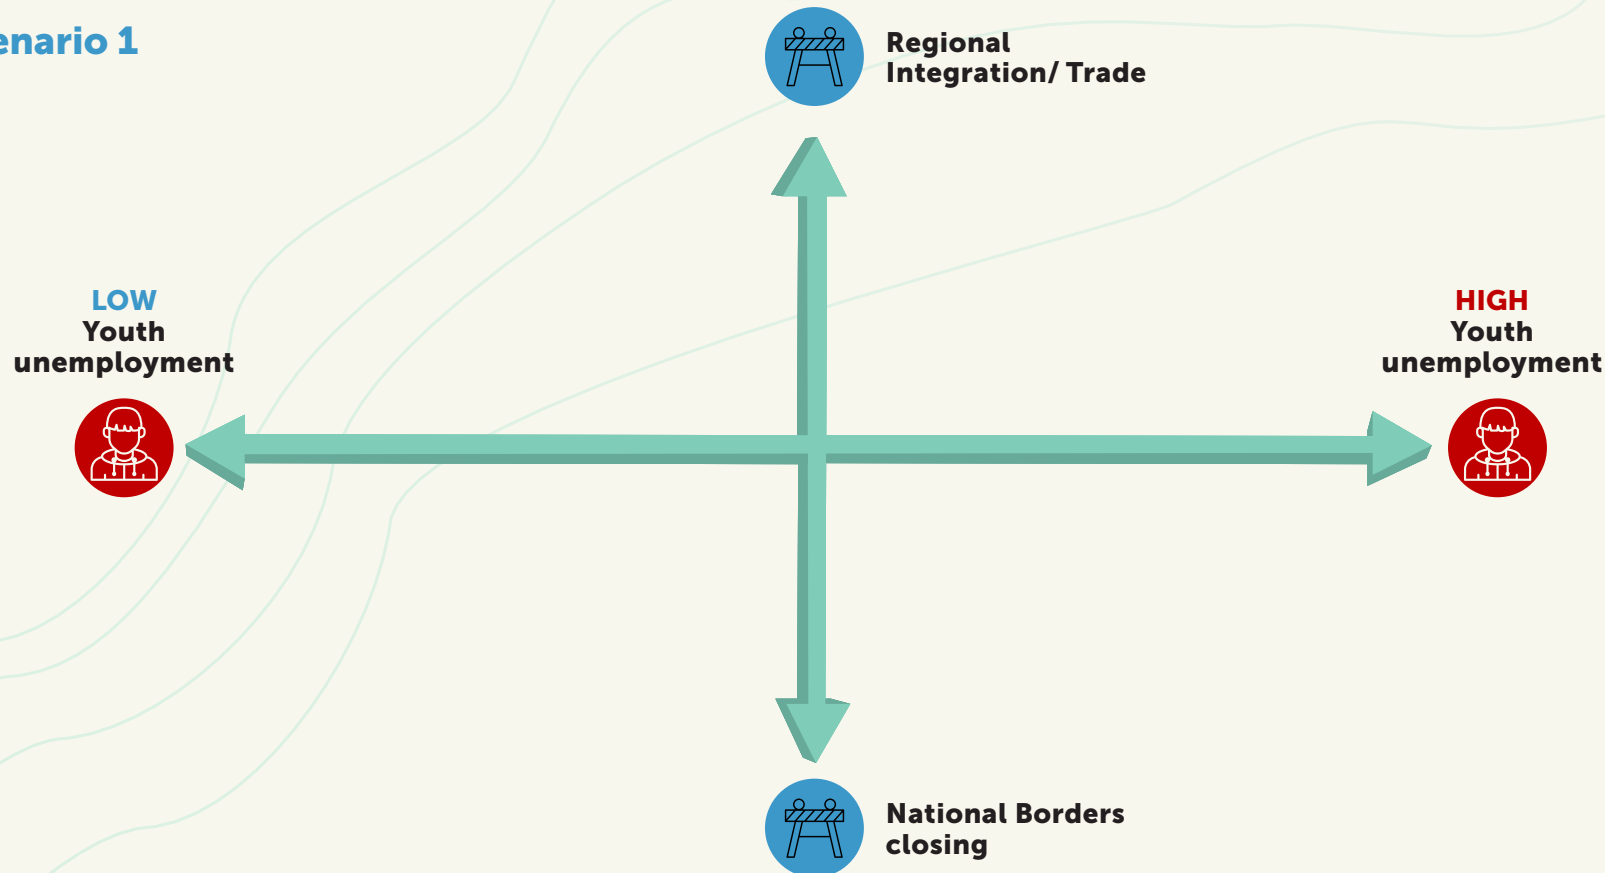 enario 1
Regional
Integration/ Trade
LOW
Youth
unemployment
HIGH
Youth
unemployment
National Borders
closing